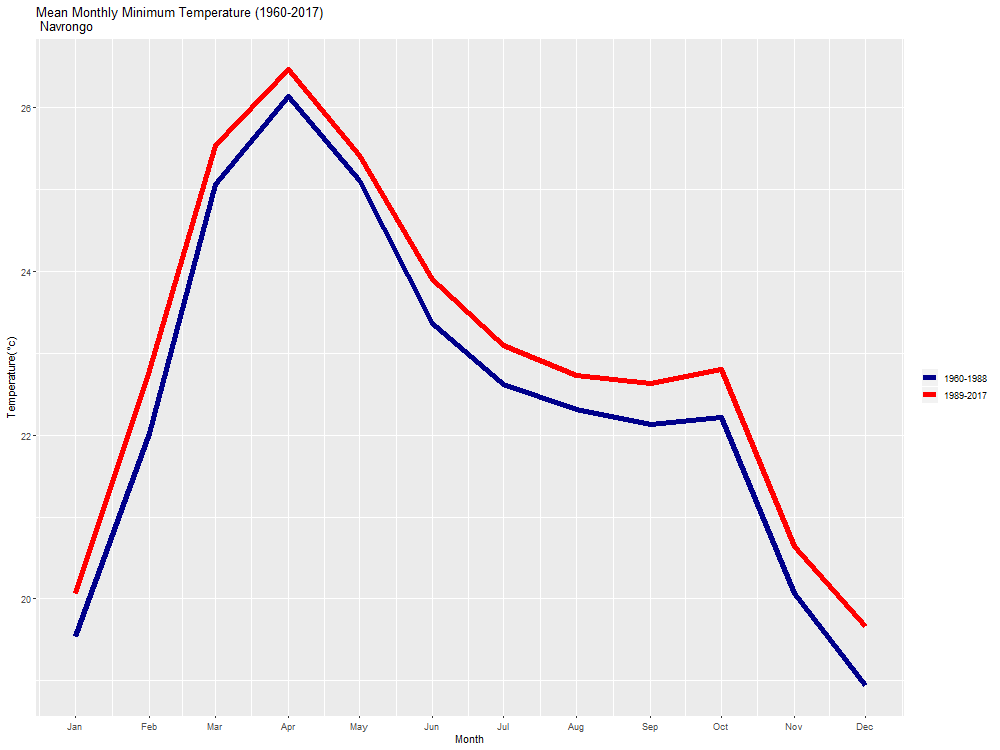 Mean Monthly Minimum Temperature (1960-2017)
Navrongo
26
24
22
20
Temperature(°c)
Jan Feb Mar Apr May Jun Jul Aug Sep Oct Nov Dec
Month
1960-1988
1989-2017